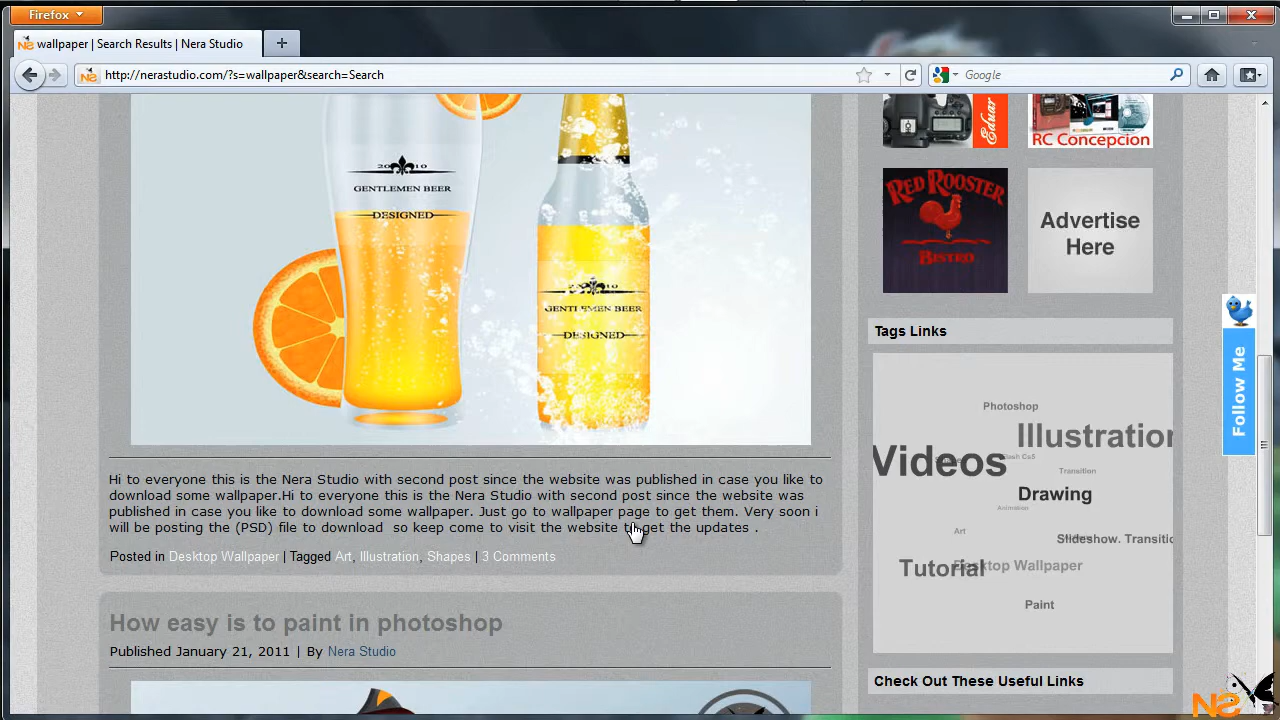 Firefox
wallpaper | Search Results | Nera Studio
http://nerastudio.com/?s=wallpaper&search=Search
Google
2010
GENTLEMEN BEER
DESIGNED
GENTLEMEN BEER
DESIGNED
Eduar
RC Concepcion
RED ROOSTER
BISTRO
Advertise
Here
Follow Me
Tags Links
Photoshop
Illustration
Videos
Flash Cs5
Transition
Drawing
Animation
Art
Slideshow. Transitio
Tutorial
Desktop Wallpaper
Paint
Hi to everyone this is the Nera Studio with second post since the website was published in case you like to
download some wallpaper.Hi to everyone this is the Nera Studio with second post since the website was
published in case you like to download some wallpaper. Just go to wallpaper page to get them. Very soon i
will be posting the (PSD) file to download so keep come to visit the website to get the updates .
Posted in Desktop Wallpaper | Tagged Art, Illustration, Shapes | 3 Comments
How easy is to paint in photoshop
Published January 21, 2011 | By Nera Studio
Check Out These Useful Links